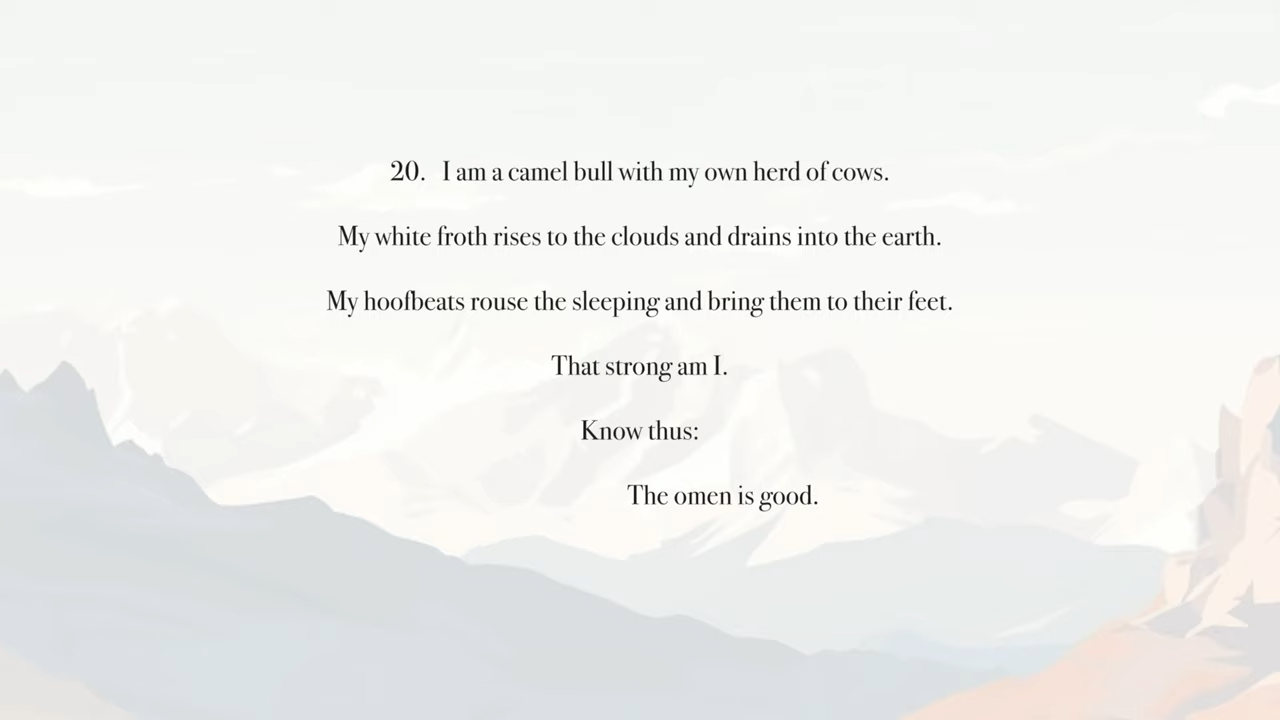 20. I am a camel bull with my own herd of cows.
My white froth rises to the clouds and drains into the earth.
My hoofbeats rouse the sleeping and bring them to their feet.
That strong am I.
Know thus:
The omen is good.